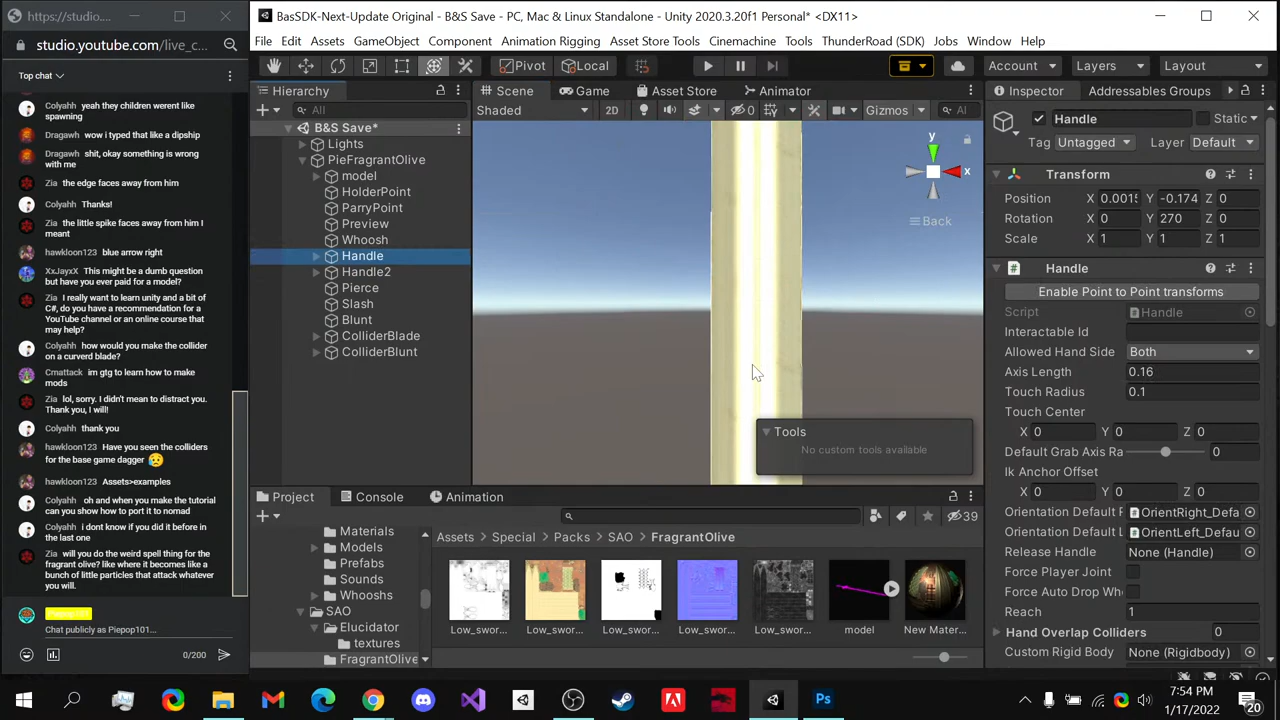 https://studio.youtube.com/live_c...
studio.youtube.com/live_c...
Top chat
Colyahh yeah they children werent like spawning
Dragawh wow i typed that like a dipship
Dragawh shit, okay something is wrong with me
Zia the edge faces away from him
Colyahh Thanks!
Zia the little spike faces away from him I meant
hawkloon123 blue arrow right
XxJayxX This might be a dumb question but have you ever paid for a model?
Zia I really want to learn unity and a bit of C#, do you have a recommendation for a YouTube channel or an online course that may help?
Colyahh how would you make the collider on a curverd blade?
Cmattack im gtg to learn how to make mods
Zia lol, sorry. I didn't mean to distract you. Thank you, I will!
Colyahh thank you
hawkloon123 Have you seen the colliders for the base game dagger
hawkloon123 Assets>examples
Colyahh oh and when you make the tutorial can you show how to port it to nomad
Colyahh i dont know if you did it before in the last one
Zia will you do the weird spell thing for the fragrant olive? like where it becomes like a bunch of little particles that attack whatever you will.
Piepop101
Chat publicly as Piepop101...
0/200
BasSDK-Next-Update Original - B&S Save - PC, Mac & Linux Standalone - Unity 2020.3.20f1 Personal* <DX11>
File Edit Assets GameObject Component Animation Rigging Asset Store Tools Cinemachine Tools ThunderRoad (SDK) Jobs Window Help
Pivot Local Account Layers Layout
Hierarchy
All
B&S Save*
Lights
PieFragrantOlive
model
HolderPoint
ParryPoint
Preview
Whoosh
Handle
Handle2
Pierce
Slash
Blunt
ColliderBlade
ColliderBlunt
Scene Game Asset Store Animator
Shaded 2D 0 Gizmos Al
y
x
Back
Tools
No custom tools available
Project Console Animation
39
Materials
Models
Prefabs
Sounds
Whooshs
SAO
Elucidator
textures
FragrantOlive
Assets > Special > Packs > SAO > FragrantOlive
Low_swor... Low_swor... Low_swor... Low_swor... Low_swor... model New Mater...
Inspector Addressables Groups
Handle Static
Tag Untagged Layer Default
Transform
Position X 0.001 Y -0.174 Z 0
Rotation X 0 Y 270 Z 0
Scale X 1 Y 1 Z 1
Handle
Enable Point to Point transforms
Script Handle
Interactable Id
Allowed Hand Side Both
Axis Length 0.16
Touch Radius 0.1
Touch Center
X 0 Y 0 Z 0
Default Grab Axis Ra 0
Ik Anchor Offset
X 0 Y 0 Z 0
Orientation Default F OrientRight_Defa
Orientation Default L OrientLeft_Defau
Release Handle None (Handle)
Force Player Joint
Force Auto Drop Wh
Reach 1
Hand Overlap Colliders 0
Custom Rigid Body None (Rigidbody)
7:54 PM
1/17/2022
20